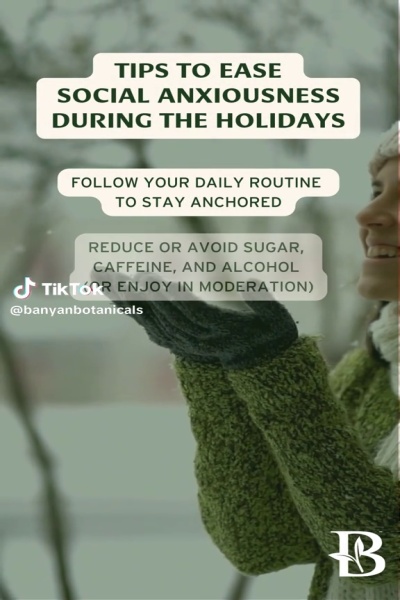 TIPS TO EASE
SOCIAL ANXIOUSNESS
DURING THE HOLIDAYS
FOLLOW YOUR DAILY ROUTINE
TO STAY ANCHORED
REDUCE OR AVOID SUGAR,
CAFFEINE, AND ALCOHOL
(OR ENJOY IN MODERATION)
TikTok
@banyanbotanicals
B